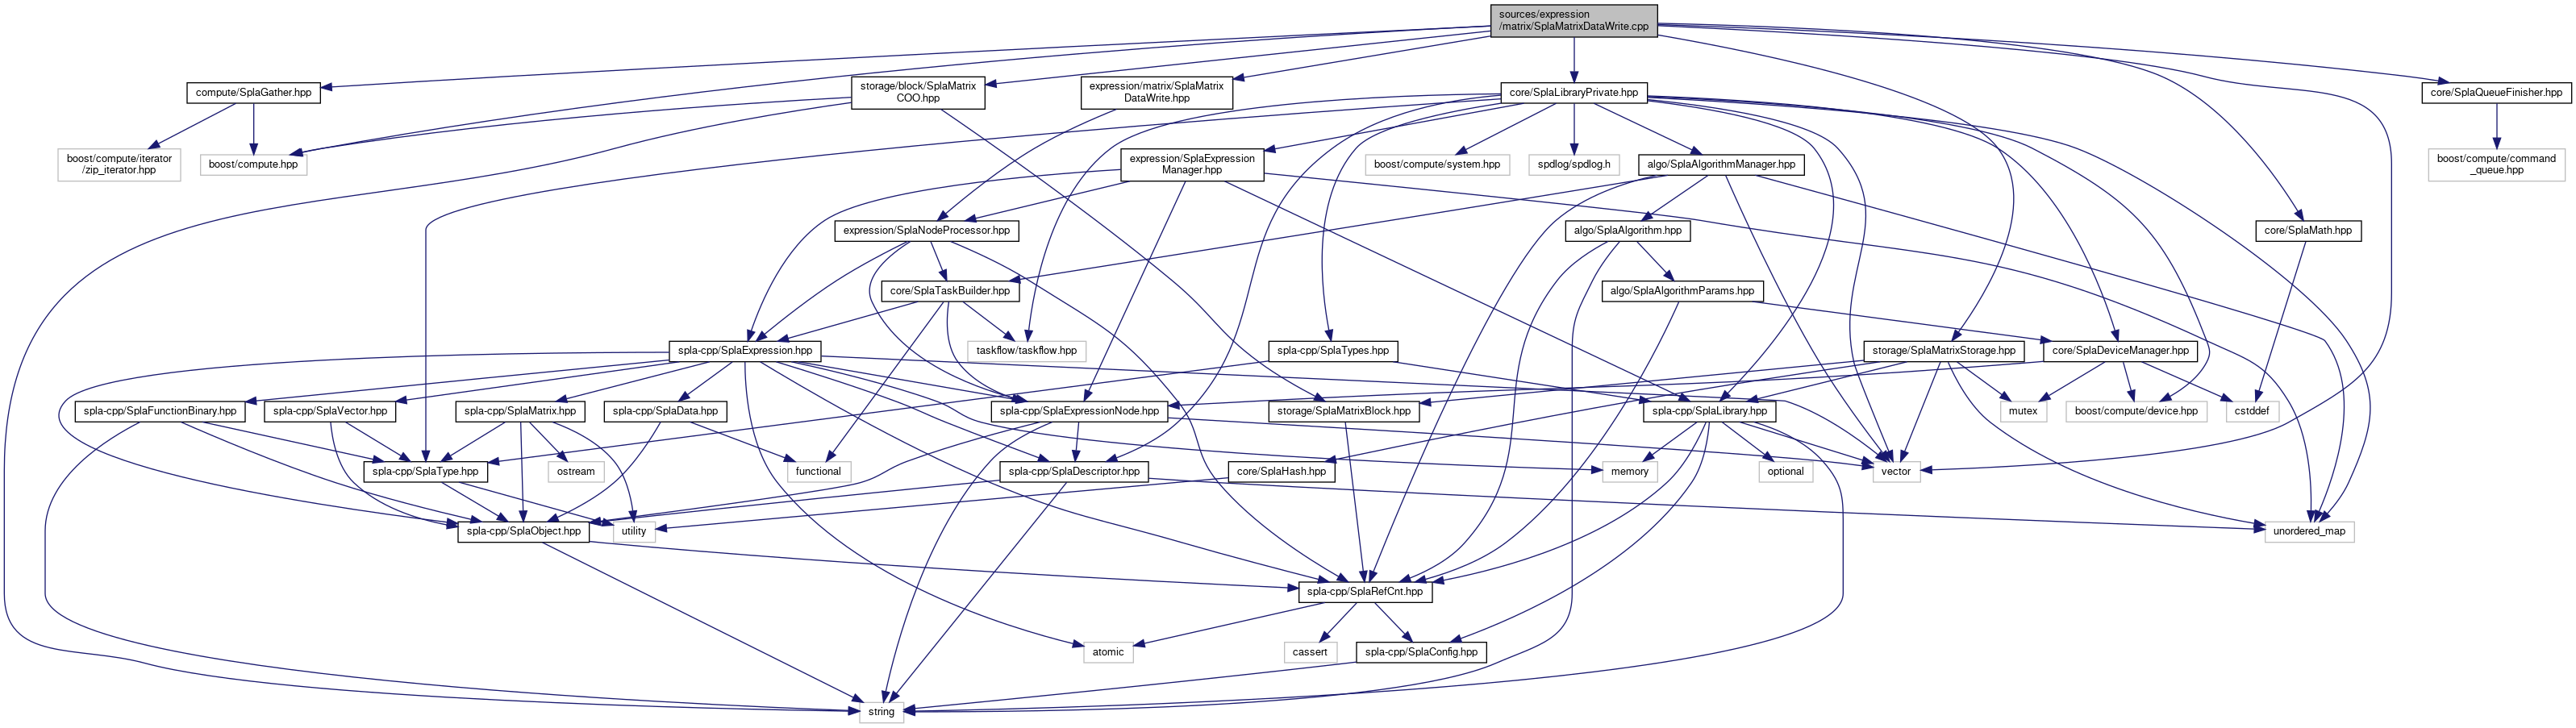 sources/expression
/matrix/SplaMatrixDataWrite.cpp
compute/SplaGather.hpp
storage/block/SplaMatrix
COO.hpp
expression/matrix/SplaMatrix
DataWrite.hpp
core/SplaLibraryPrivate.hpp
core/SplaQueueFinisher.hpp
boost/compute/iterator
/zip_iterator.hpp
boost/compute.hpp
expression/SplaExpression
Manager.hpp
boost/compute/system.hpp
spdlog/spdlog.h
algo/SplaAlgorithmManager.hpp
boost/compute/command
_queue.hpp
expression/SplaNodeProcessor.hpp
algo/SplaAlgorithm.hpp
core/SplaMath.hpp
core/SplaTaskBuilder.hpp
algo/SplaAlgorithmParams.hpp
spla-cpp/SplaExpression.hpp
taskflow/taskflow.hpp
spla-cpp/SplaTypes.hpp
storage/SplaMatrixStorage.hpp
core/SplaDeviceManager.hpp
spla-cpp/SplaFunctionBinary.hpp
spla-cpp/SplaVector.hpp
spla-cpp/SplaMatrix.hpp
spla-cpp/SplaData.hpp
spla-cpp/SplaExpressionNode.hpp
storage/SplaMatrixBlock.hpp
spla-cpp/SplaLibrary.hpp
mutex
boost/compute/device.hpp
cstddef
spla-cpp/SplaType.hpp
ostream
functional
spla-cpp/SplaDescriptor.hpp
core/SplaHash.hpp
memory
optional
vector
spla-cpp/SplaObject.hpp
utility
unordered_map
spla-cpp/SplaRefCnt.hpp
atomic
cassert
spla-cpp/SplaConfig.hpp
string